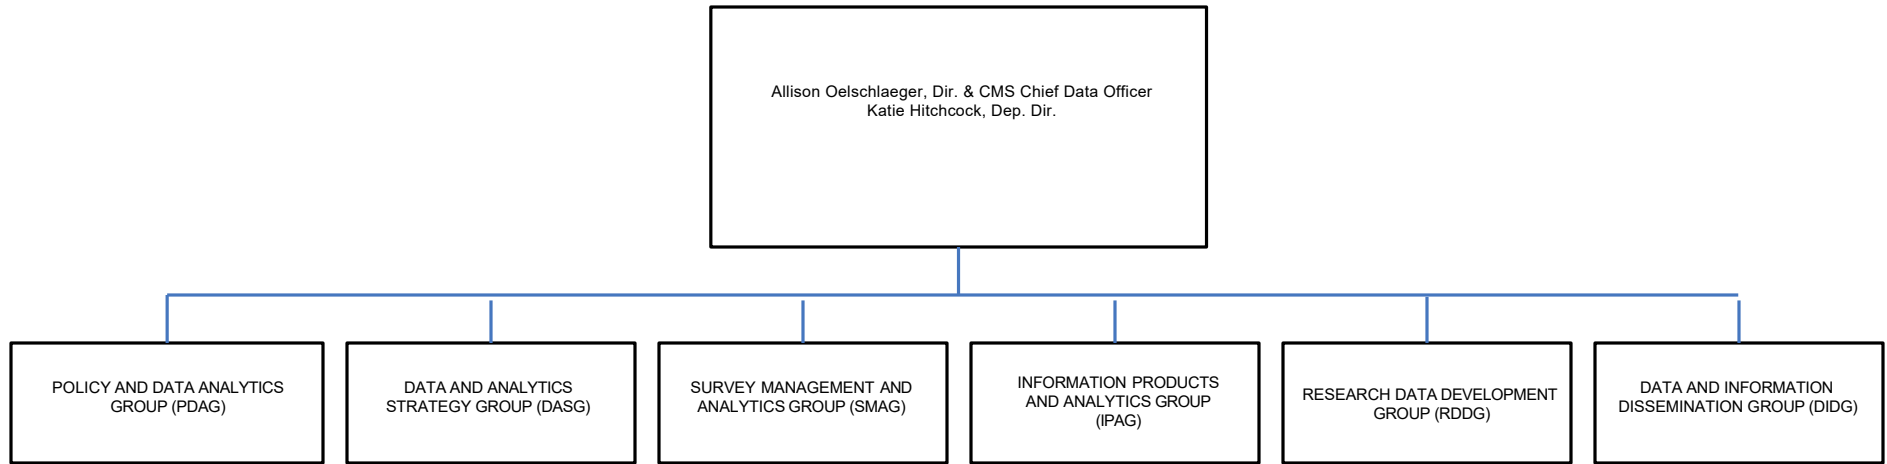 Allison Oelschlaeger, Dir. & CMS Chief Data Officer
Katie Hitchcock, Dep. Dir.
POLICY AND DATA ANALYTICS
GROUP (PDAG)
DATA AND ANALYTICS
STRATEGY GROUP (DASG)
SURVEY MANAGEMENT AND
ANALYTICS GROUP (SMAG)
INFORMATION PRODUCTS
AND ANALYTICS GROUP
(IPAG)
RESEARCH DATA DEVELOPMENT
GROUP (RDDG)
DATA AND INFORMATION
DISSEMINATION GROUP (DIDG)